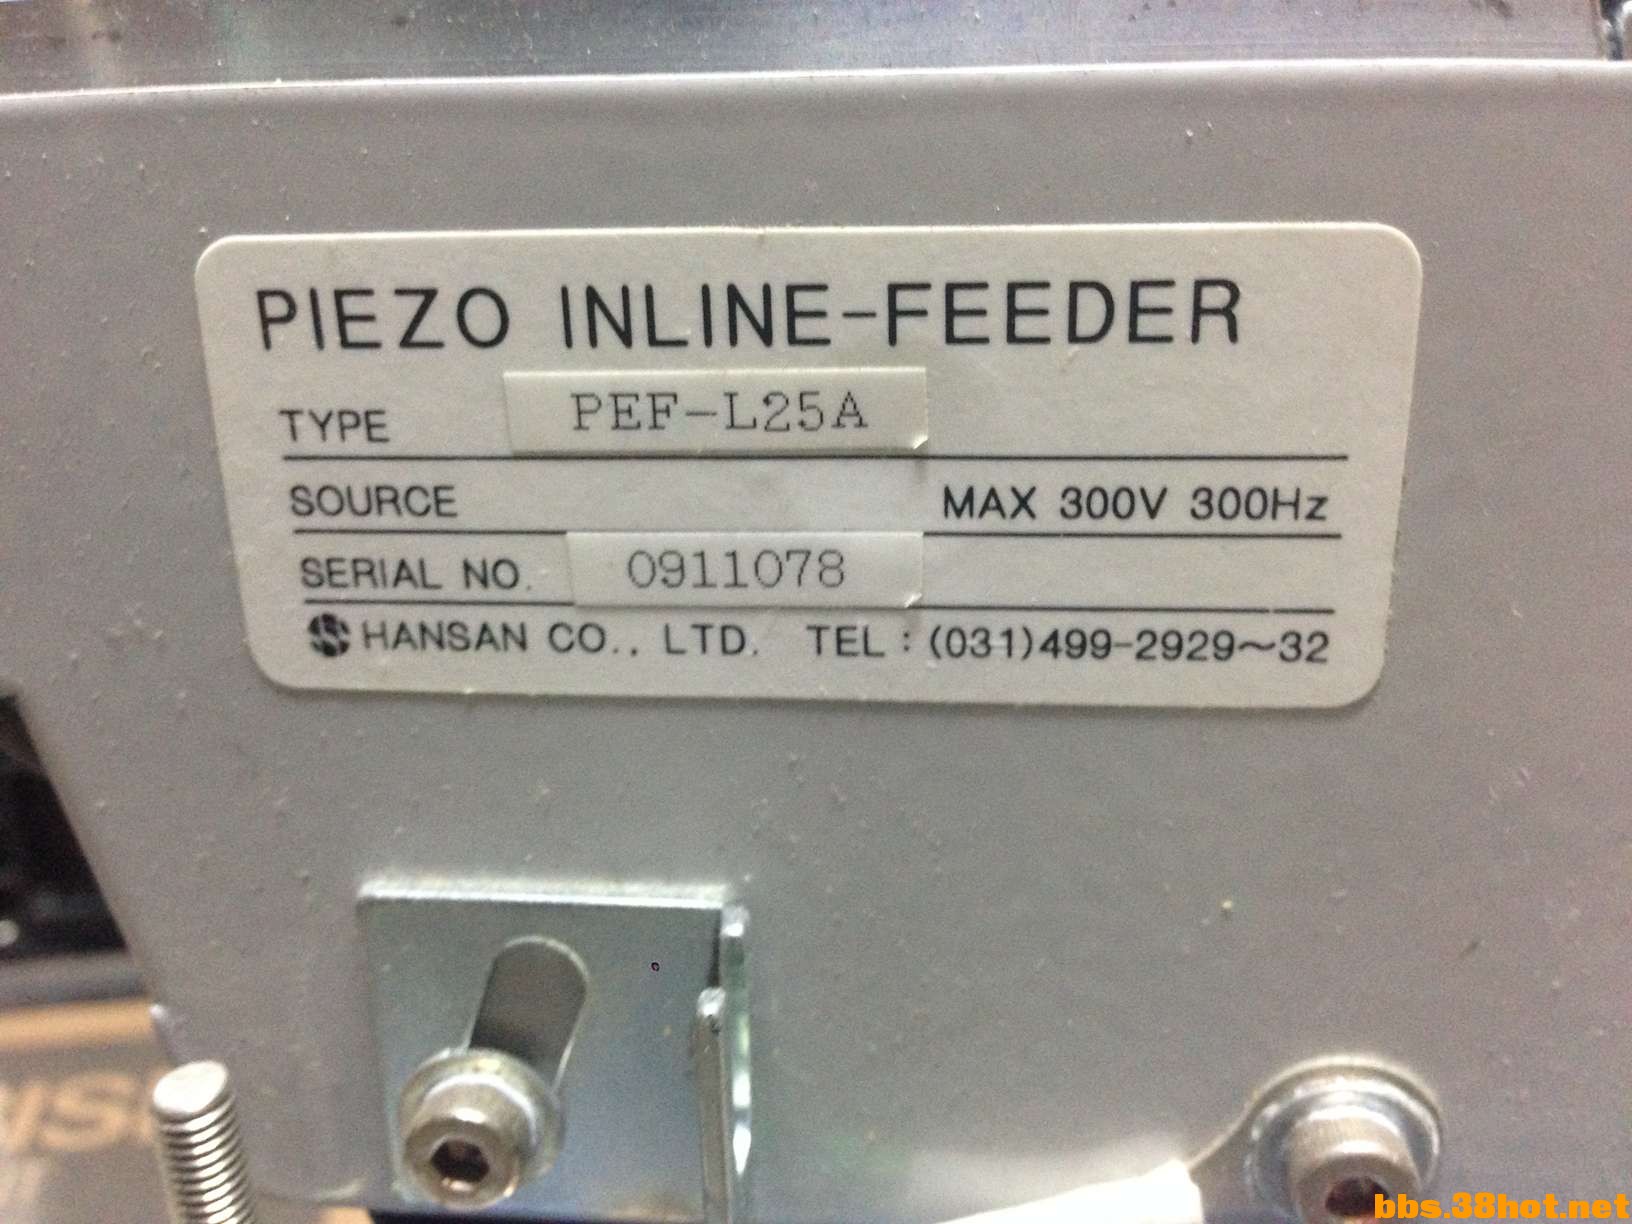 PIEZO INLINE-FEEDER
TYPE PEF-L25A
SOURCE MAX 300V 300Hz
SERIAL NO. 0911078
HANSAN CO., LTD. TEL : (031)499-2929~32
bbs.38hot.net